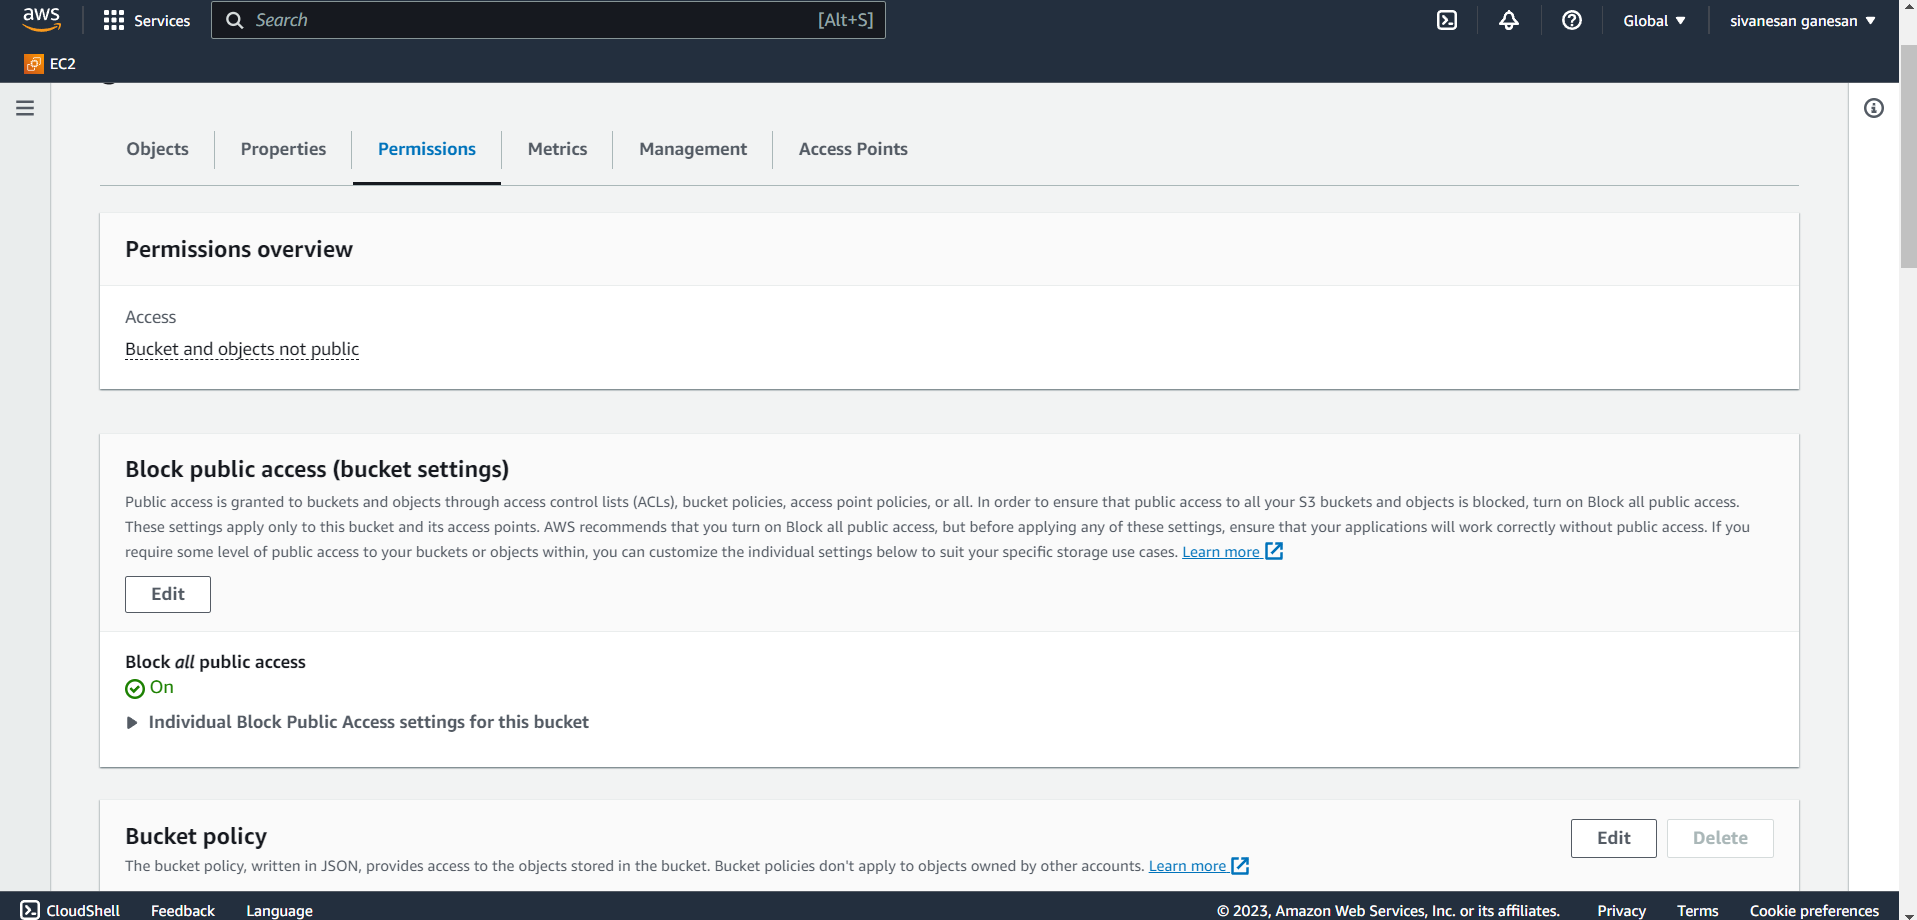 aws
Services
Search
[Alt+S]
Global
sivanesan ganesan
EC2
Objects
Properties
Permissions
Metrics
Management
Access Points
Permissions overview
Access
Bucket and objects not public
Block public access (bucket settings)
Public access is granted to buckets and objects through access control lists (ACLs), bucket policies, access point policies, or all. In order to ensure that public access to all your S3 buckets and objects is blocked, turn on Block all public access.
These settings apply only to this bucket and its access points. AWS recommends that you turn on Block all public access, but before applying any of these settings, ensure that your applications will work correctly without public access. If you
require some level of public access to your buckets or objects within, you can customize the individual settings below to suit your specific storage use cases. Learn more
Edit
Block all public access
On
Individual Block Public Access settings for this bucket
Bucket policy
Edit
Delete
The bucket policy, written in JSON, provides access to the objects stored in the bucket. Bucket policies don't apply to objects owned by other accounts. Learn more
CloudShell
Feedback
Language
© 2023, Amazon Web Services, Inc. or its affiliates.
Privacy
Terms
Cookie preferences